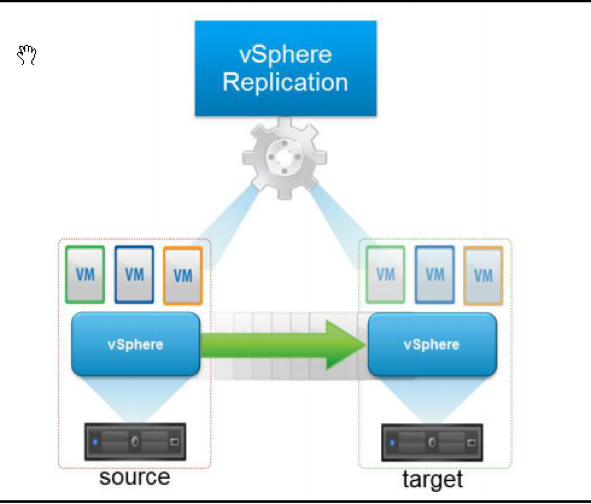 vSphere
Replication
VM VM VM
VM VM VM
vSphere
vSphere
source
target